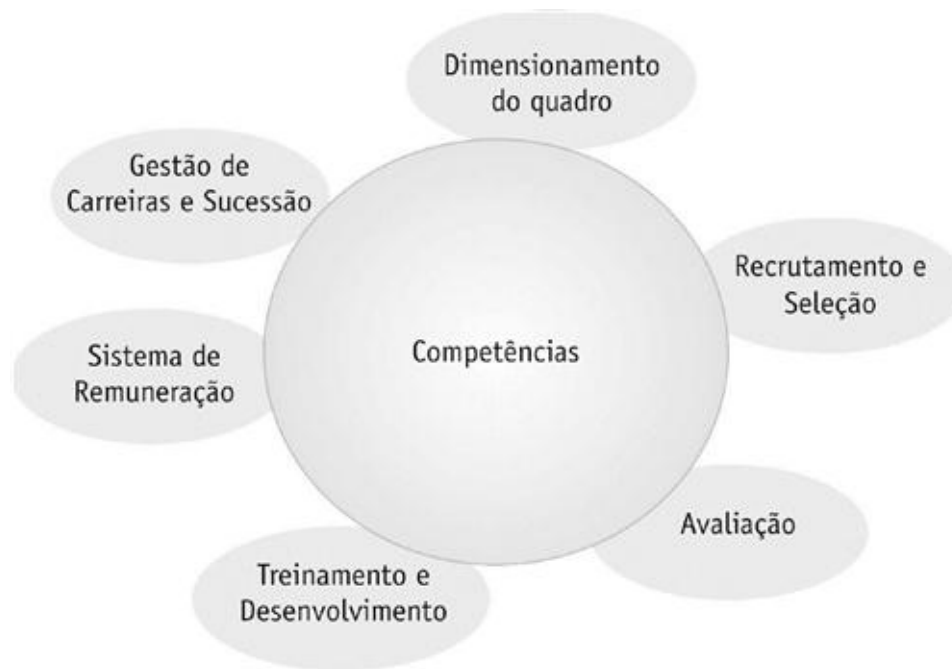 Dimensionamento
do quadro
Gestão de
Carreiras e Sucessão
Recrutamento e
Seleção
Competências
Sistema de
Remuneração
Avaliação
Treinamento e
Desenvolvimento